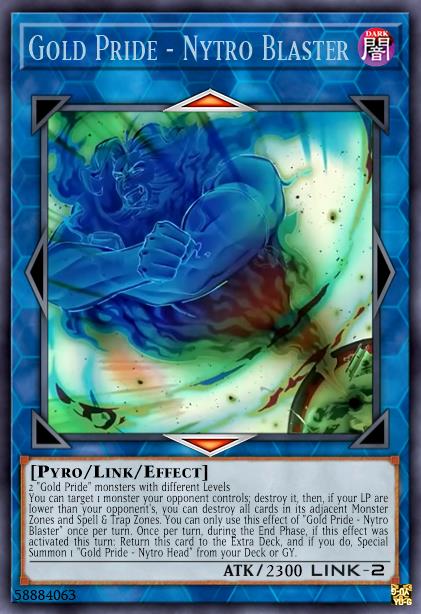 Gold Pride - Nytro Blaster
DARK
闇
[Pyro/Link/Effect]
2 "Gold Pride" monsters with different Levels
You can target 1 monster your opponent controls; destroy it, then, if your LP are
lower than your opponent's, you can destroy all cards in its adjacent Monster
Zones and Spell & Trap Zones. You can only use this effect of "Gold Pride - Nytro
Blaster" once per turn. Once per turn, during the End Phase, if this effect was
activated this turn: Return this card to the Extra Deck, and if you do, Special
Summon 1 "Gold Pride - Nytro Head" from your Deck or GY.
ATK/2300 LINK-2
58884063